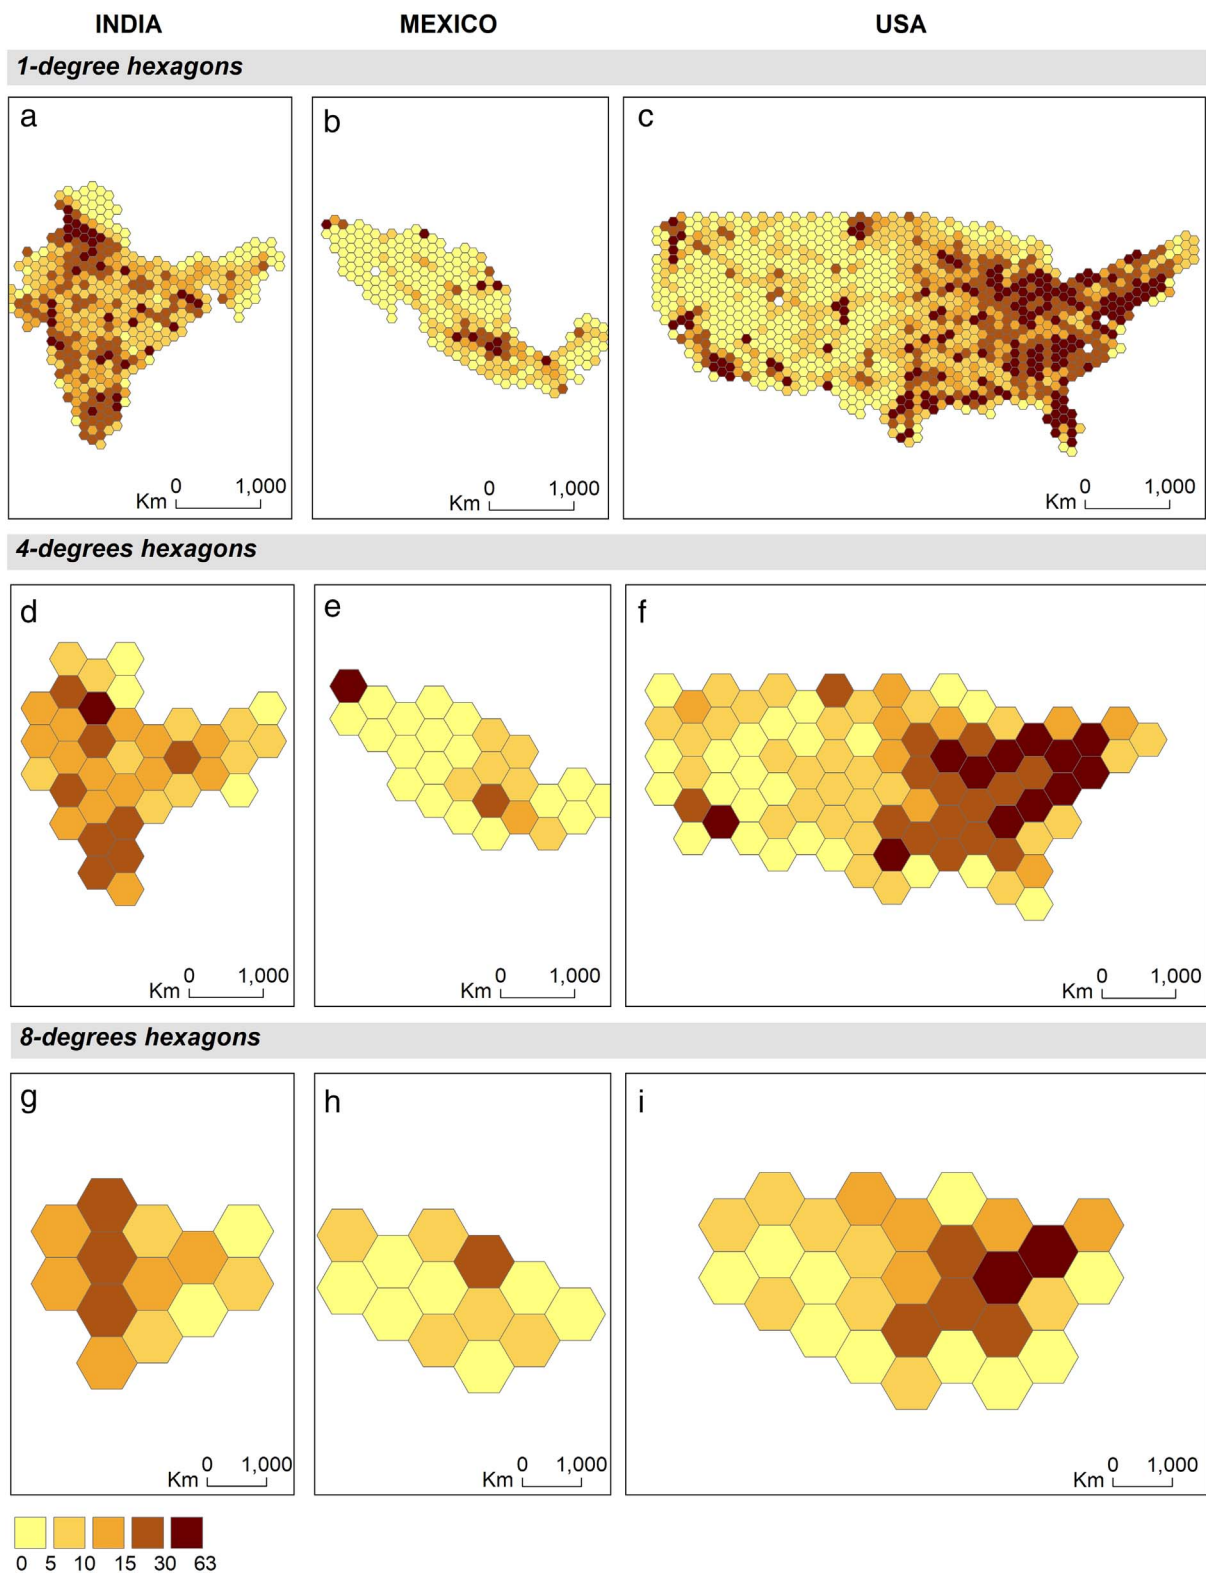 INDIA MEXICO USA
1-degree hexagons
a b c
0 1,000 0 1,000 0 1,000
Km Km Km
4-degrees hexagons
d e f
0 1,000 0 1,000 0 1,000
Km Km Km
8-degrees hexagons
g h i
0 1,000 0 1,000 0 1,000
Km Km Km
0 5 10 15 30 63